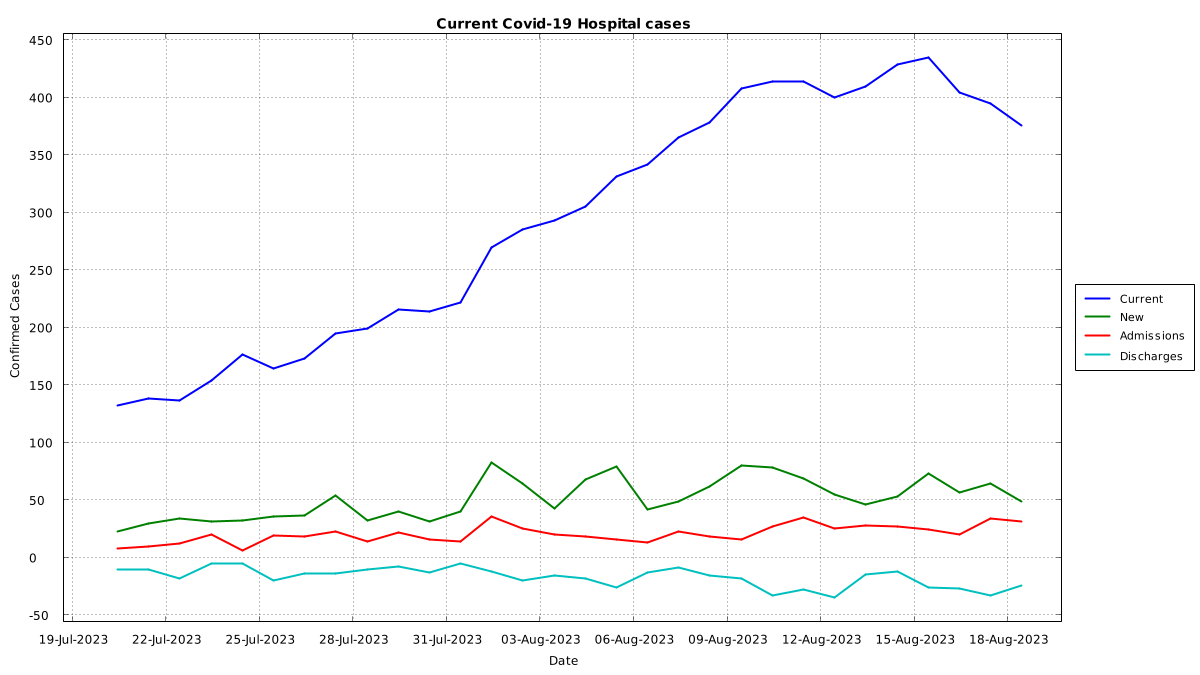 Current Covid-19 Hospital cases
450
400
350
300
250
200
150
100
50
0
-50
Confirmed Cases
19-Jul-2023 22-Jul-2023 25-Jul-2023 28-Jul-2023 31-Jul-2023 03-Aug-2023 06-Aug-2023 09-Aug-2023 12-Aug-2023 15-Aug-2023 18-Aug-2023
Date
Current
New
Admissions
Discharges